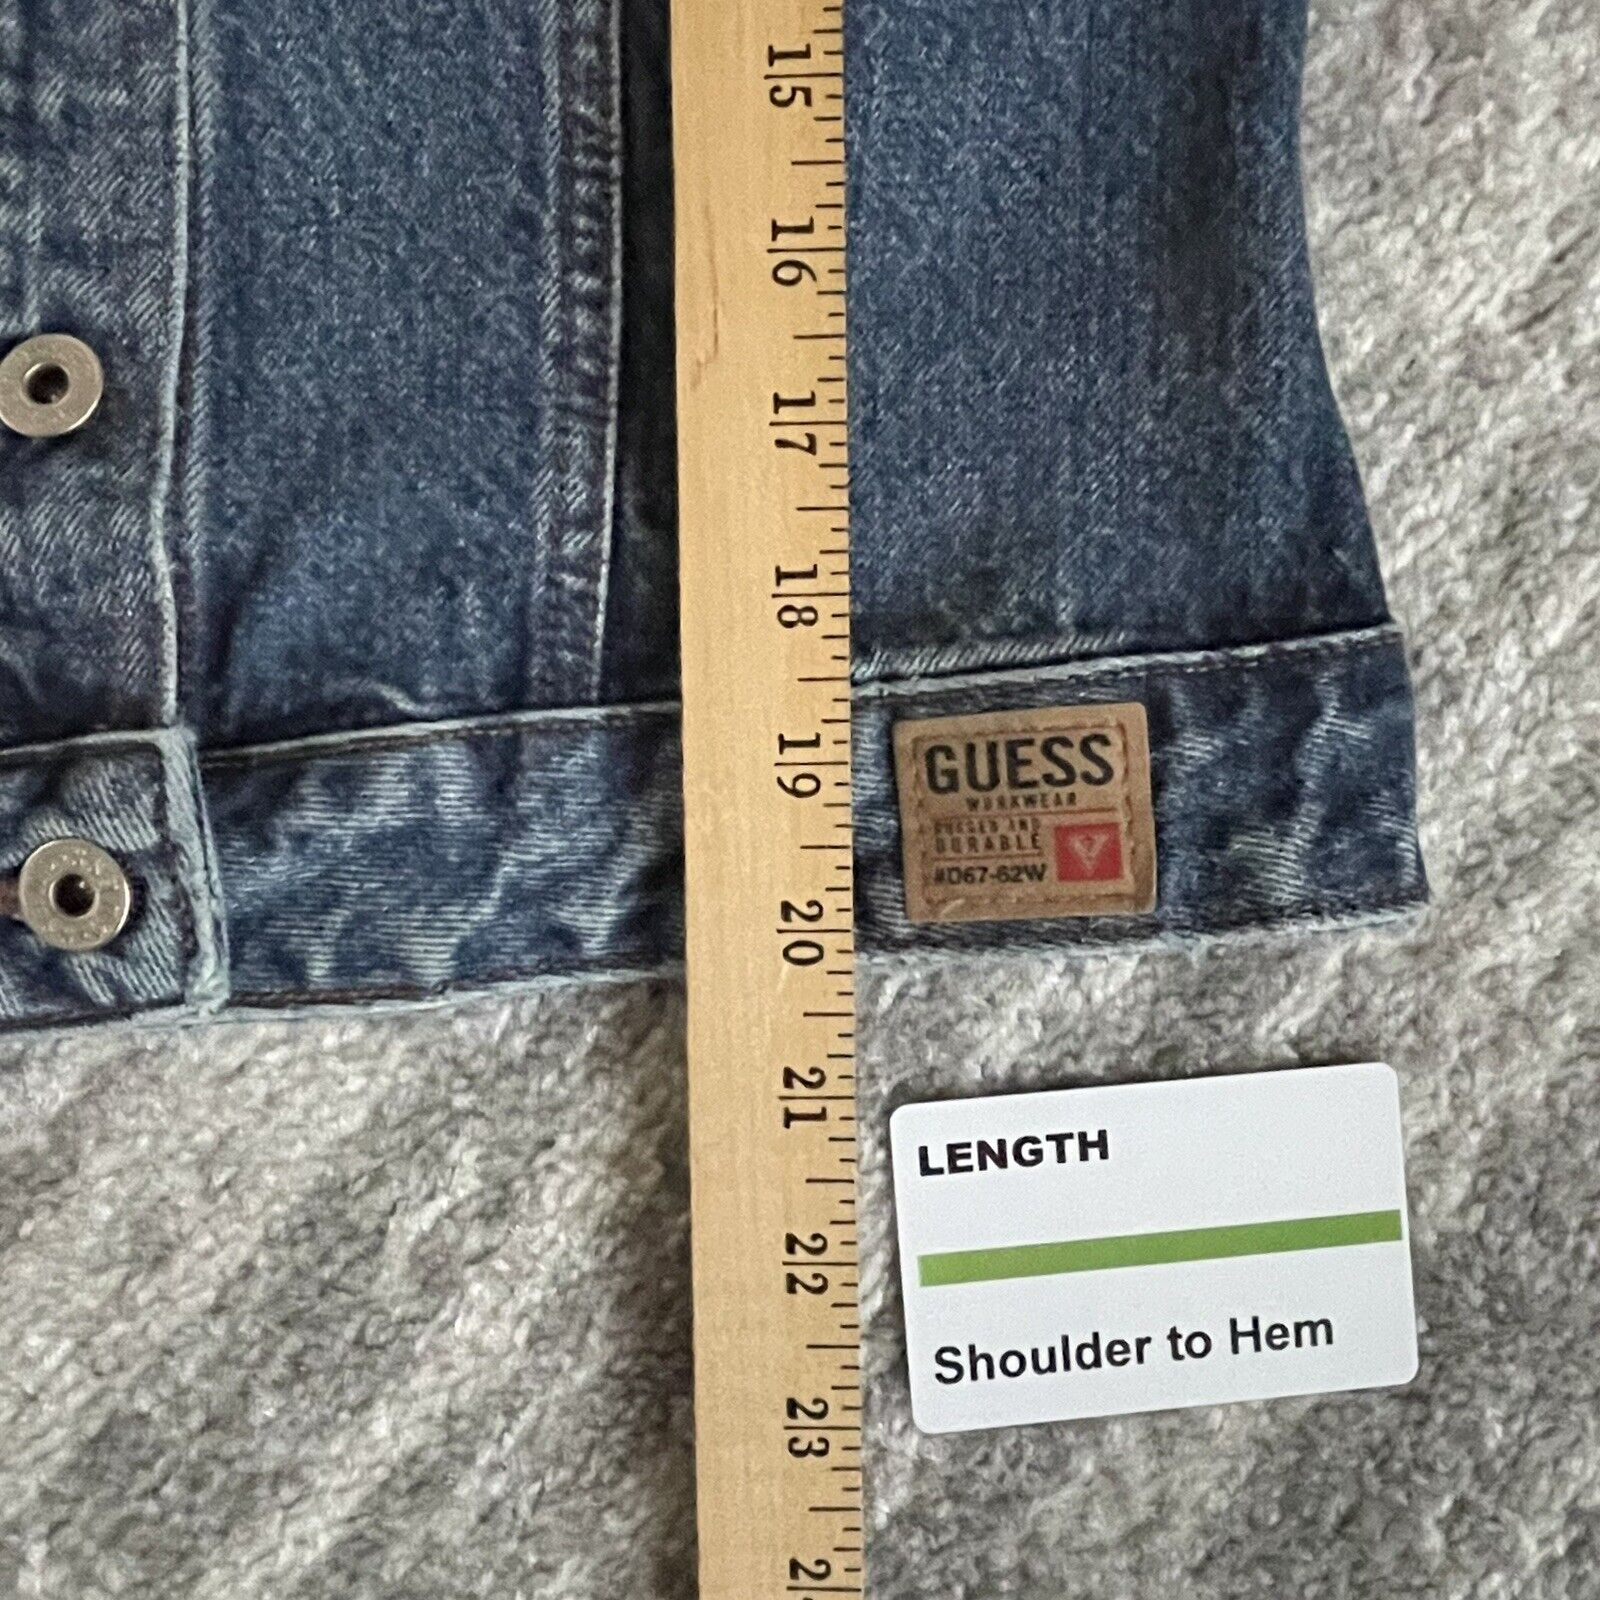 15
16
17
18
19
20
21
22
23
GUESS
WORKWEAR
RUGGED AND
DURABLE
#D67-62W
LENGTH
Shoulder to Hem